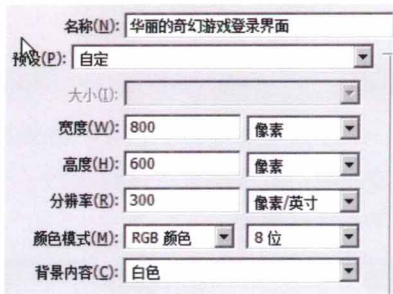 名称(N): 华丽的奇幻游戏登录界面
预设(P): 自定
大小(I):
宽度(W): 800 像素
高度(H): 600 像素
分辨率(R): 300 像素/英寸
颜色模式(M): RGB 颜色 8 位
背景内容(C): 白色